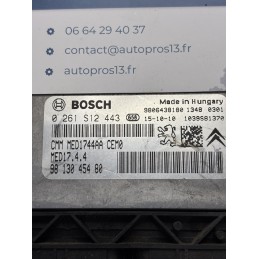 06 64 29 40 37
contact@autopros13.fr
autopros13.fr
Made in Hungary
BOSCH
9806438180 1348 0301
0 261 S12 443 656 15-10-10 1039S81370
CMM MED1744AA CEM0
MED17.4.4
98 130 454 80